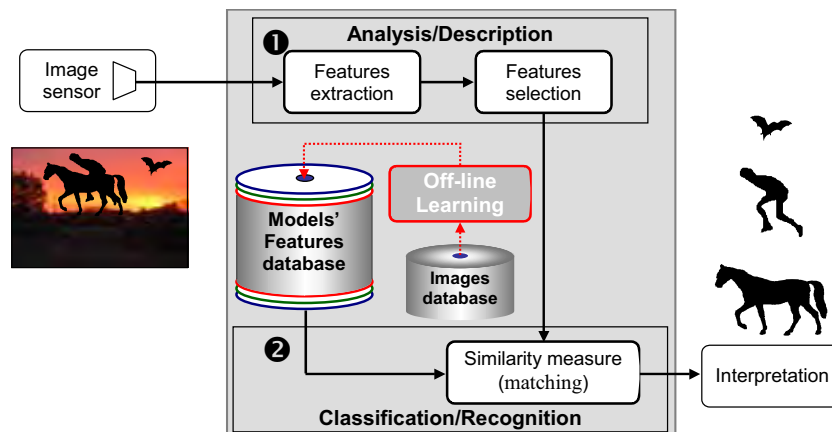 ❶
Analysis/Description
Image
sensor
Features
extraction
Features
selection
Off-line
Learning
Models'
Features
database
Images
database
❷
Similarity measure
(matching)
Interpretation
Classification/Recognition